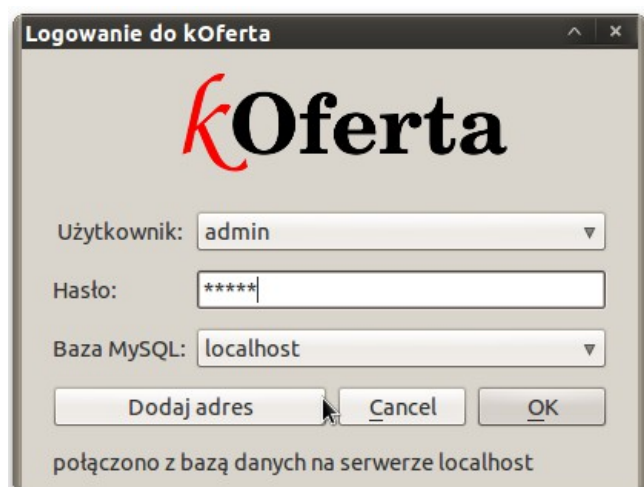 Logowanie do kOferta
kOferta
Użytkownik: admin
Hasło: *****
Baza MySQL: localhost
Dodaj adres Cancel OK
połączono z bazą danych na serwerze localhost